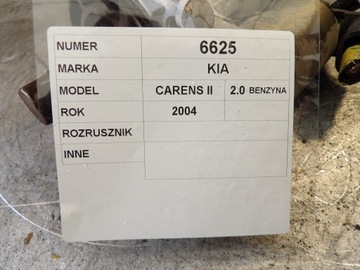 NUMER 6625
MARKA KIA
MODEL CARENS II 2.0 BENZYNA
ROK 2004
ROZRUSZNIK
INNE